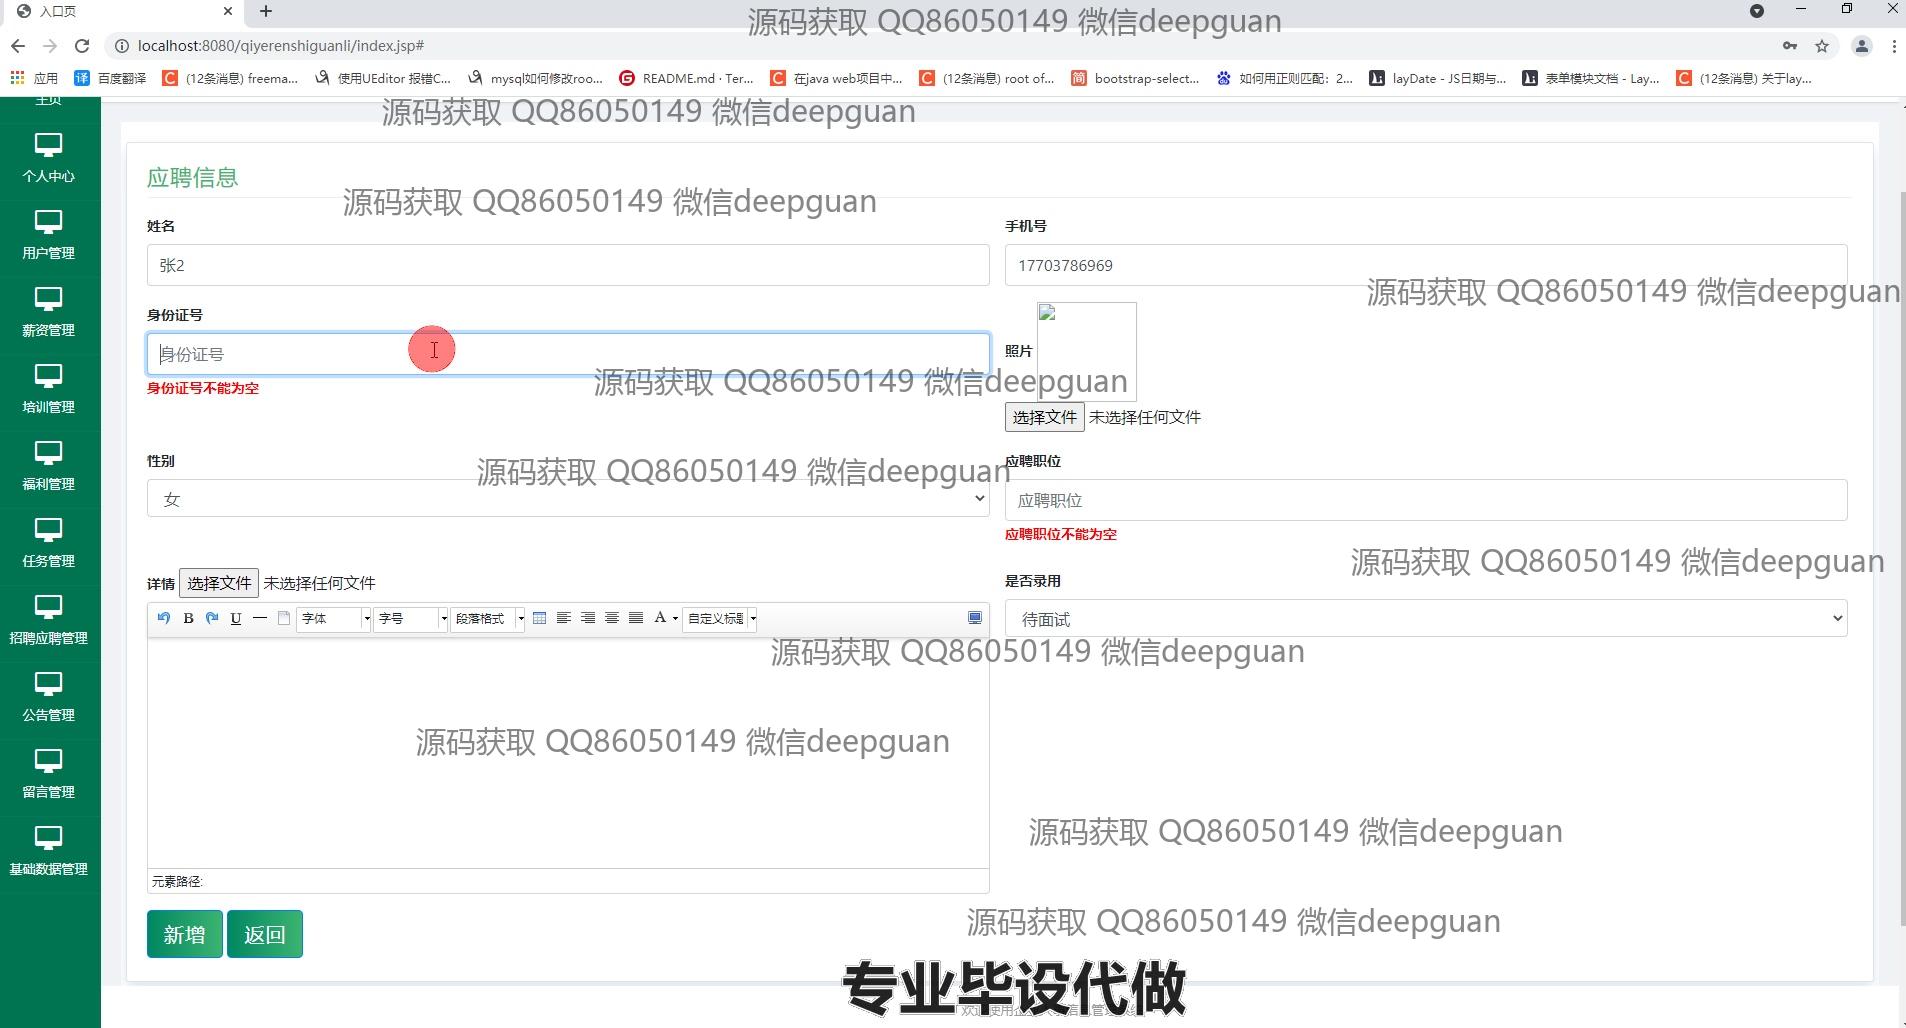 入口页
源码获取 QQ86050149 微信deepguan
localhost:8080/qiyerenshiguanli/index.jsp#
应用
百度翻译
(12条消息) freema...
使用UEditor 报错C...
mysql如何修改roo...
README.md · Ter...
在java web项目中...
(12条消息) root of...
bootstrap-select...
如何用正则匹配：2...
layDate - JS日期与...
表单模块文档 - Lay...
(12条消息) 关于lay...
主页
源码获取 QQ86050149 微信deepguan
个人中心
应聘信息
源码获取 QQ86050149 微信deepguan
姓名
手机号
用户管理
张2
17703786969
源码获取 QQ86050149 微信deepguan
薪资管理
身份证号
身份证号
照片
源码获取 QQ86050149 微信deepguan
身份证号不能为空
培训管理
选择文件 未选择任何文件
性别
源码获取 QQ86050149 微信deepguan
应聘职位
福利管理
女
应聘职位
应聘职位不能为空
任务管理
源码获取 QQ86050149 微信deepguan
详情 选择文件 未选择任何文件
是否录用
B U 字体 字号 段落格式 A 自定义标题
待面试
招聘应聘管理
源码获取 QQ86050149 微信deepguan
公告管理
源码获取 QQ86050149 微信deepguan
留言管理
源码获取 QQ86050149 微信deepguan
基础数据管理
元素路径:
源码获取 QQ86050149 微信deepguan
新增 返回
专业毕设代做